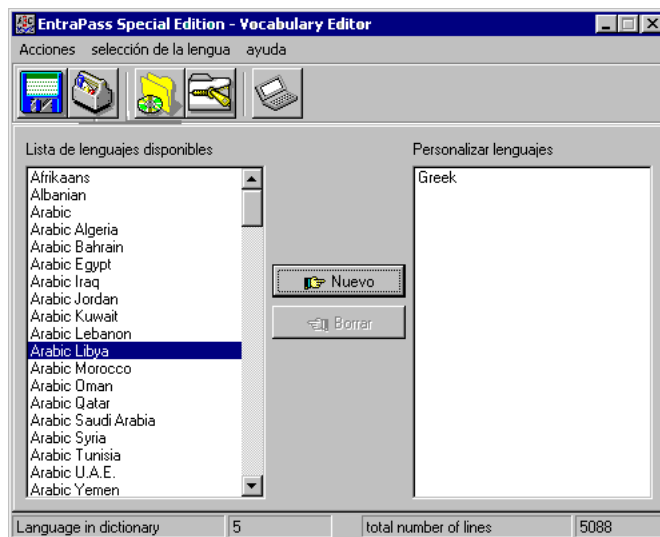 EntraPass Special Edition - Vocabulary Editor
Acciones selección de la lengua ayuda
Lista de lenguajes disponibles
Personalizar lenguajes
Afrikaans
Albanian
Arabic
Arabic Algeria
Arabic Bahrain
Arabic Egypt
Arabic Iraq
Arabic Jordan
Arabic Kuwait
Arabic Lebanon
Arabic Libya
Arabic Morocco
Arabic Oman
Arabic Qatar
Arabic Saudi Arabia
Arabic Syria
Arabic Tunisia
Arabic U.A.E.
Arabic Yemen
Nuevo
Borrar
Greek
Language in dictionary 5 total number of lines 5088